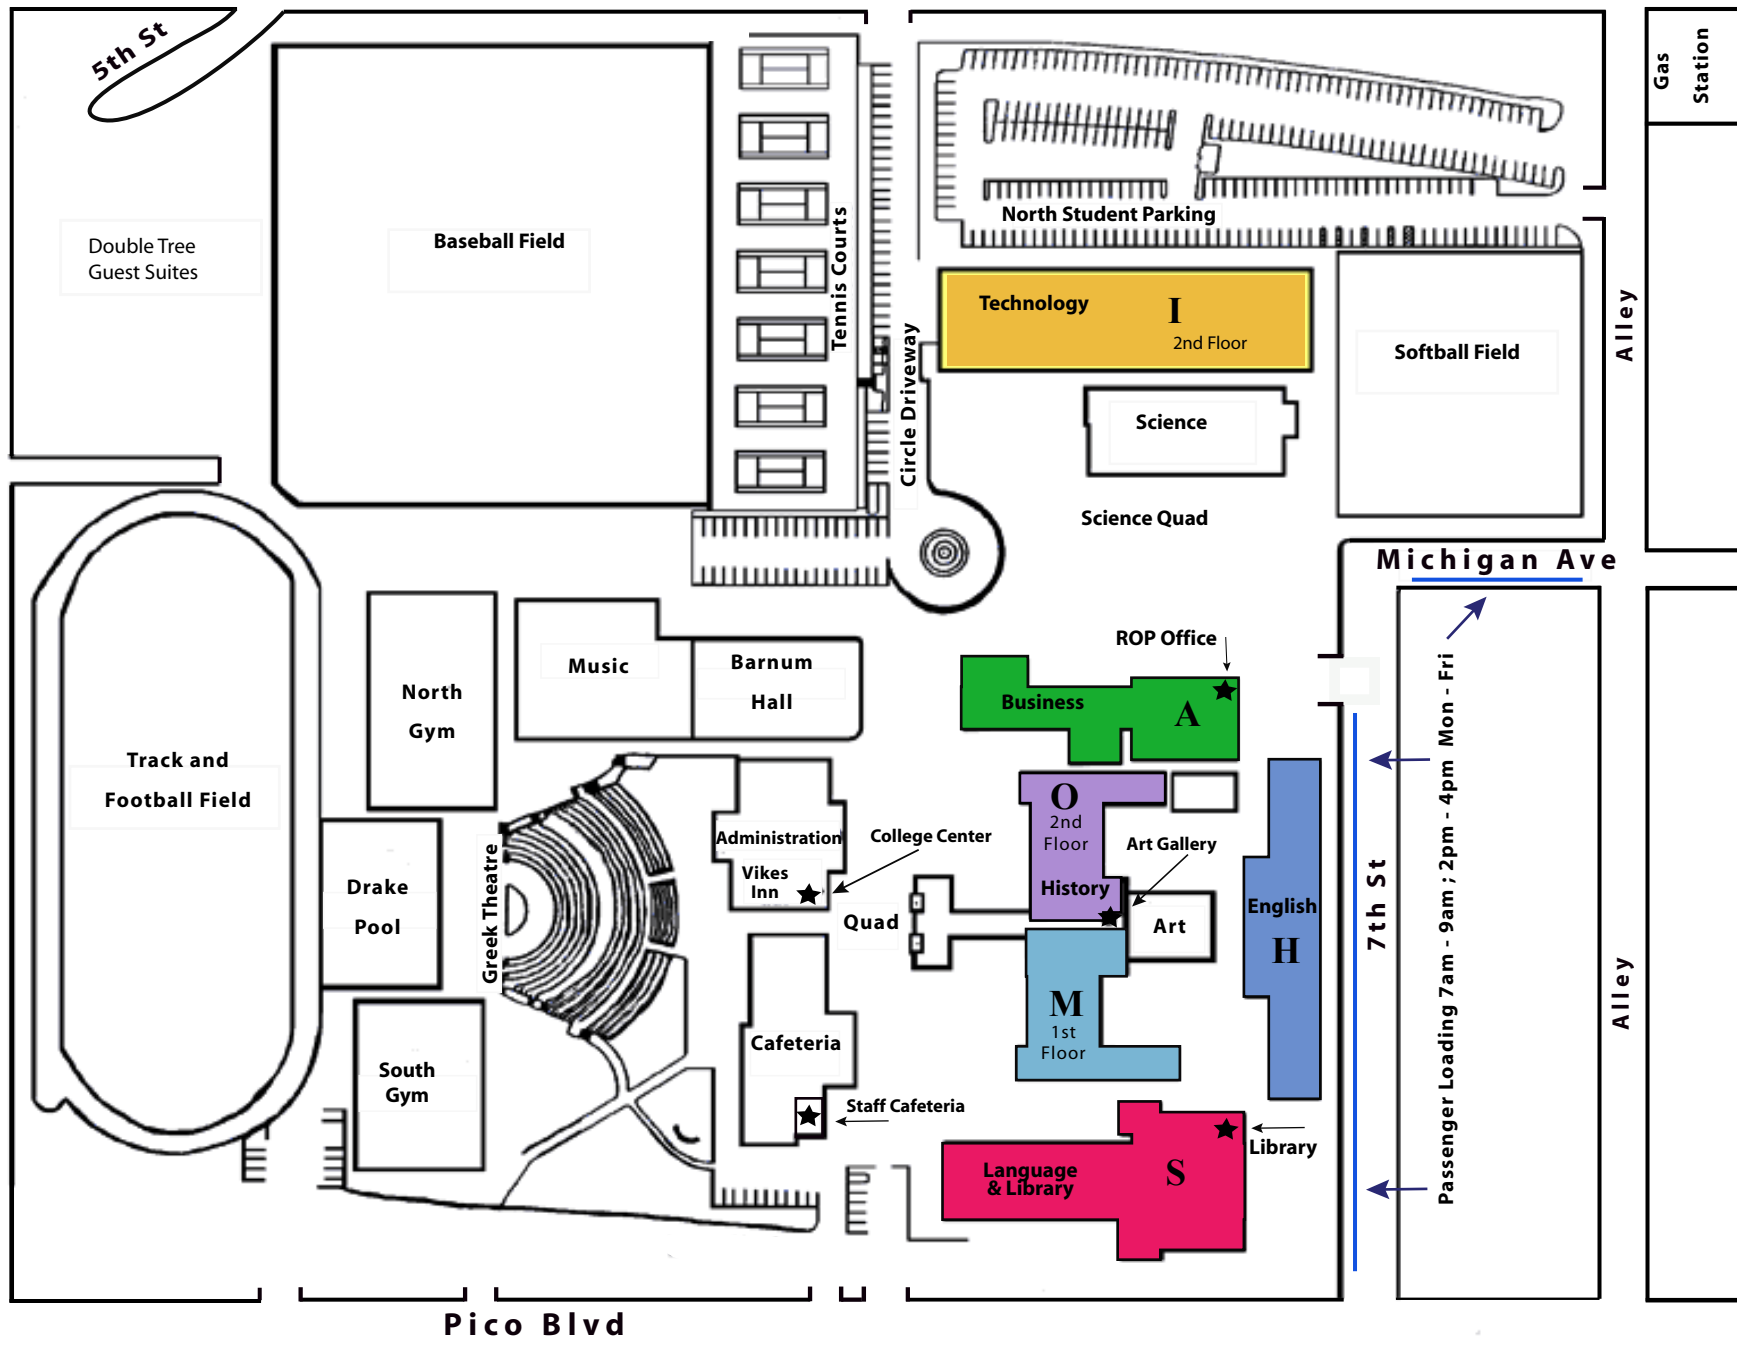 5th St
Gas
Station
Double Tree
Guest Suites
Baseball Field
Tennis Courts
North Student Parking
Technology
I
2nd Floor
Softball Field
Alley
Circle Driveway
Science
Science Quad
Michigan Ave
ROP Office
Music
Barnum
Hall
North
Gym
Business
A
Track and
Football Field
O
2nd
Floor
History
Administration
Vikes
Inn
College Center
Art Gallery
Drake
Pool
Greek Theatre
Quad
Art
English
H
7th St
Passenger Loading 7am - 9am ; 2pm - 4pm Mon - Fri
Alley
M
1st
Floor
Cafeteria
South
Gym
Staff Cafeteria
Library
Language
& Library
S
Pico Blvd